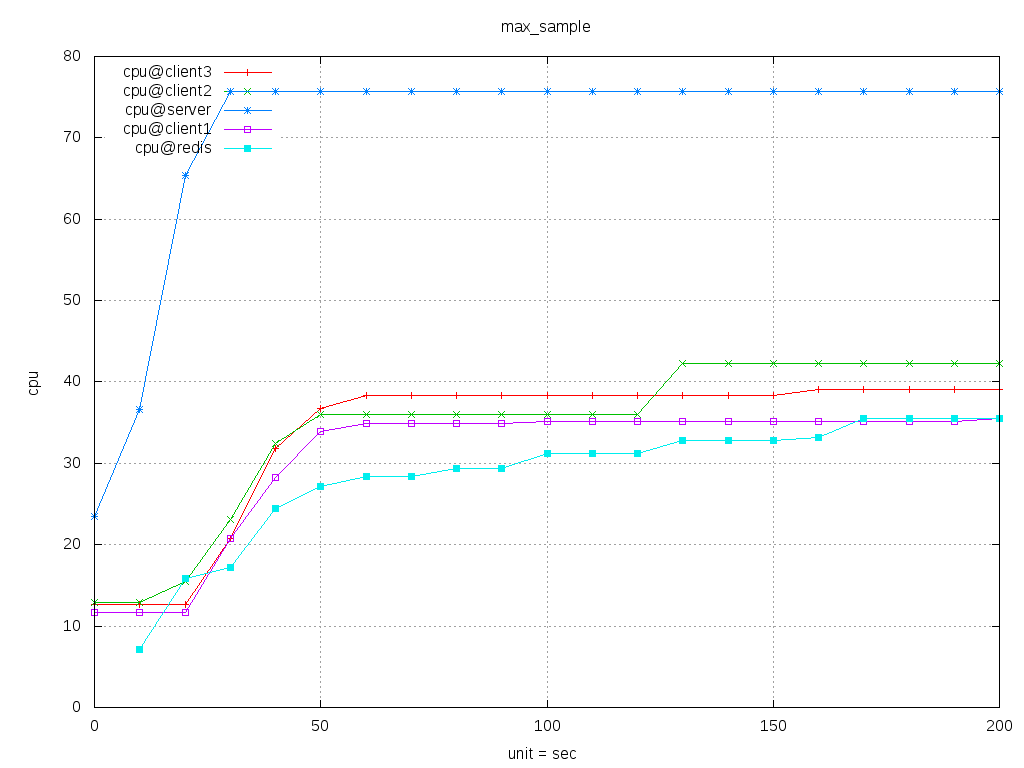 max_sample
80
70
60
50
40
30
20
10
0
cpu
cpu@client3
cpu@client2
cpu@server
cpu@client1
cpu@redis
0 50 100 150 200
unit = sec